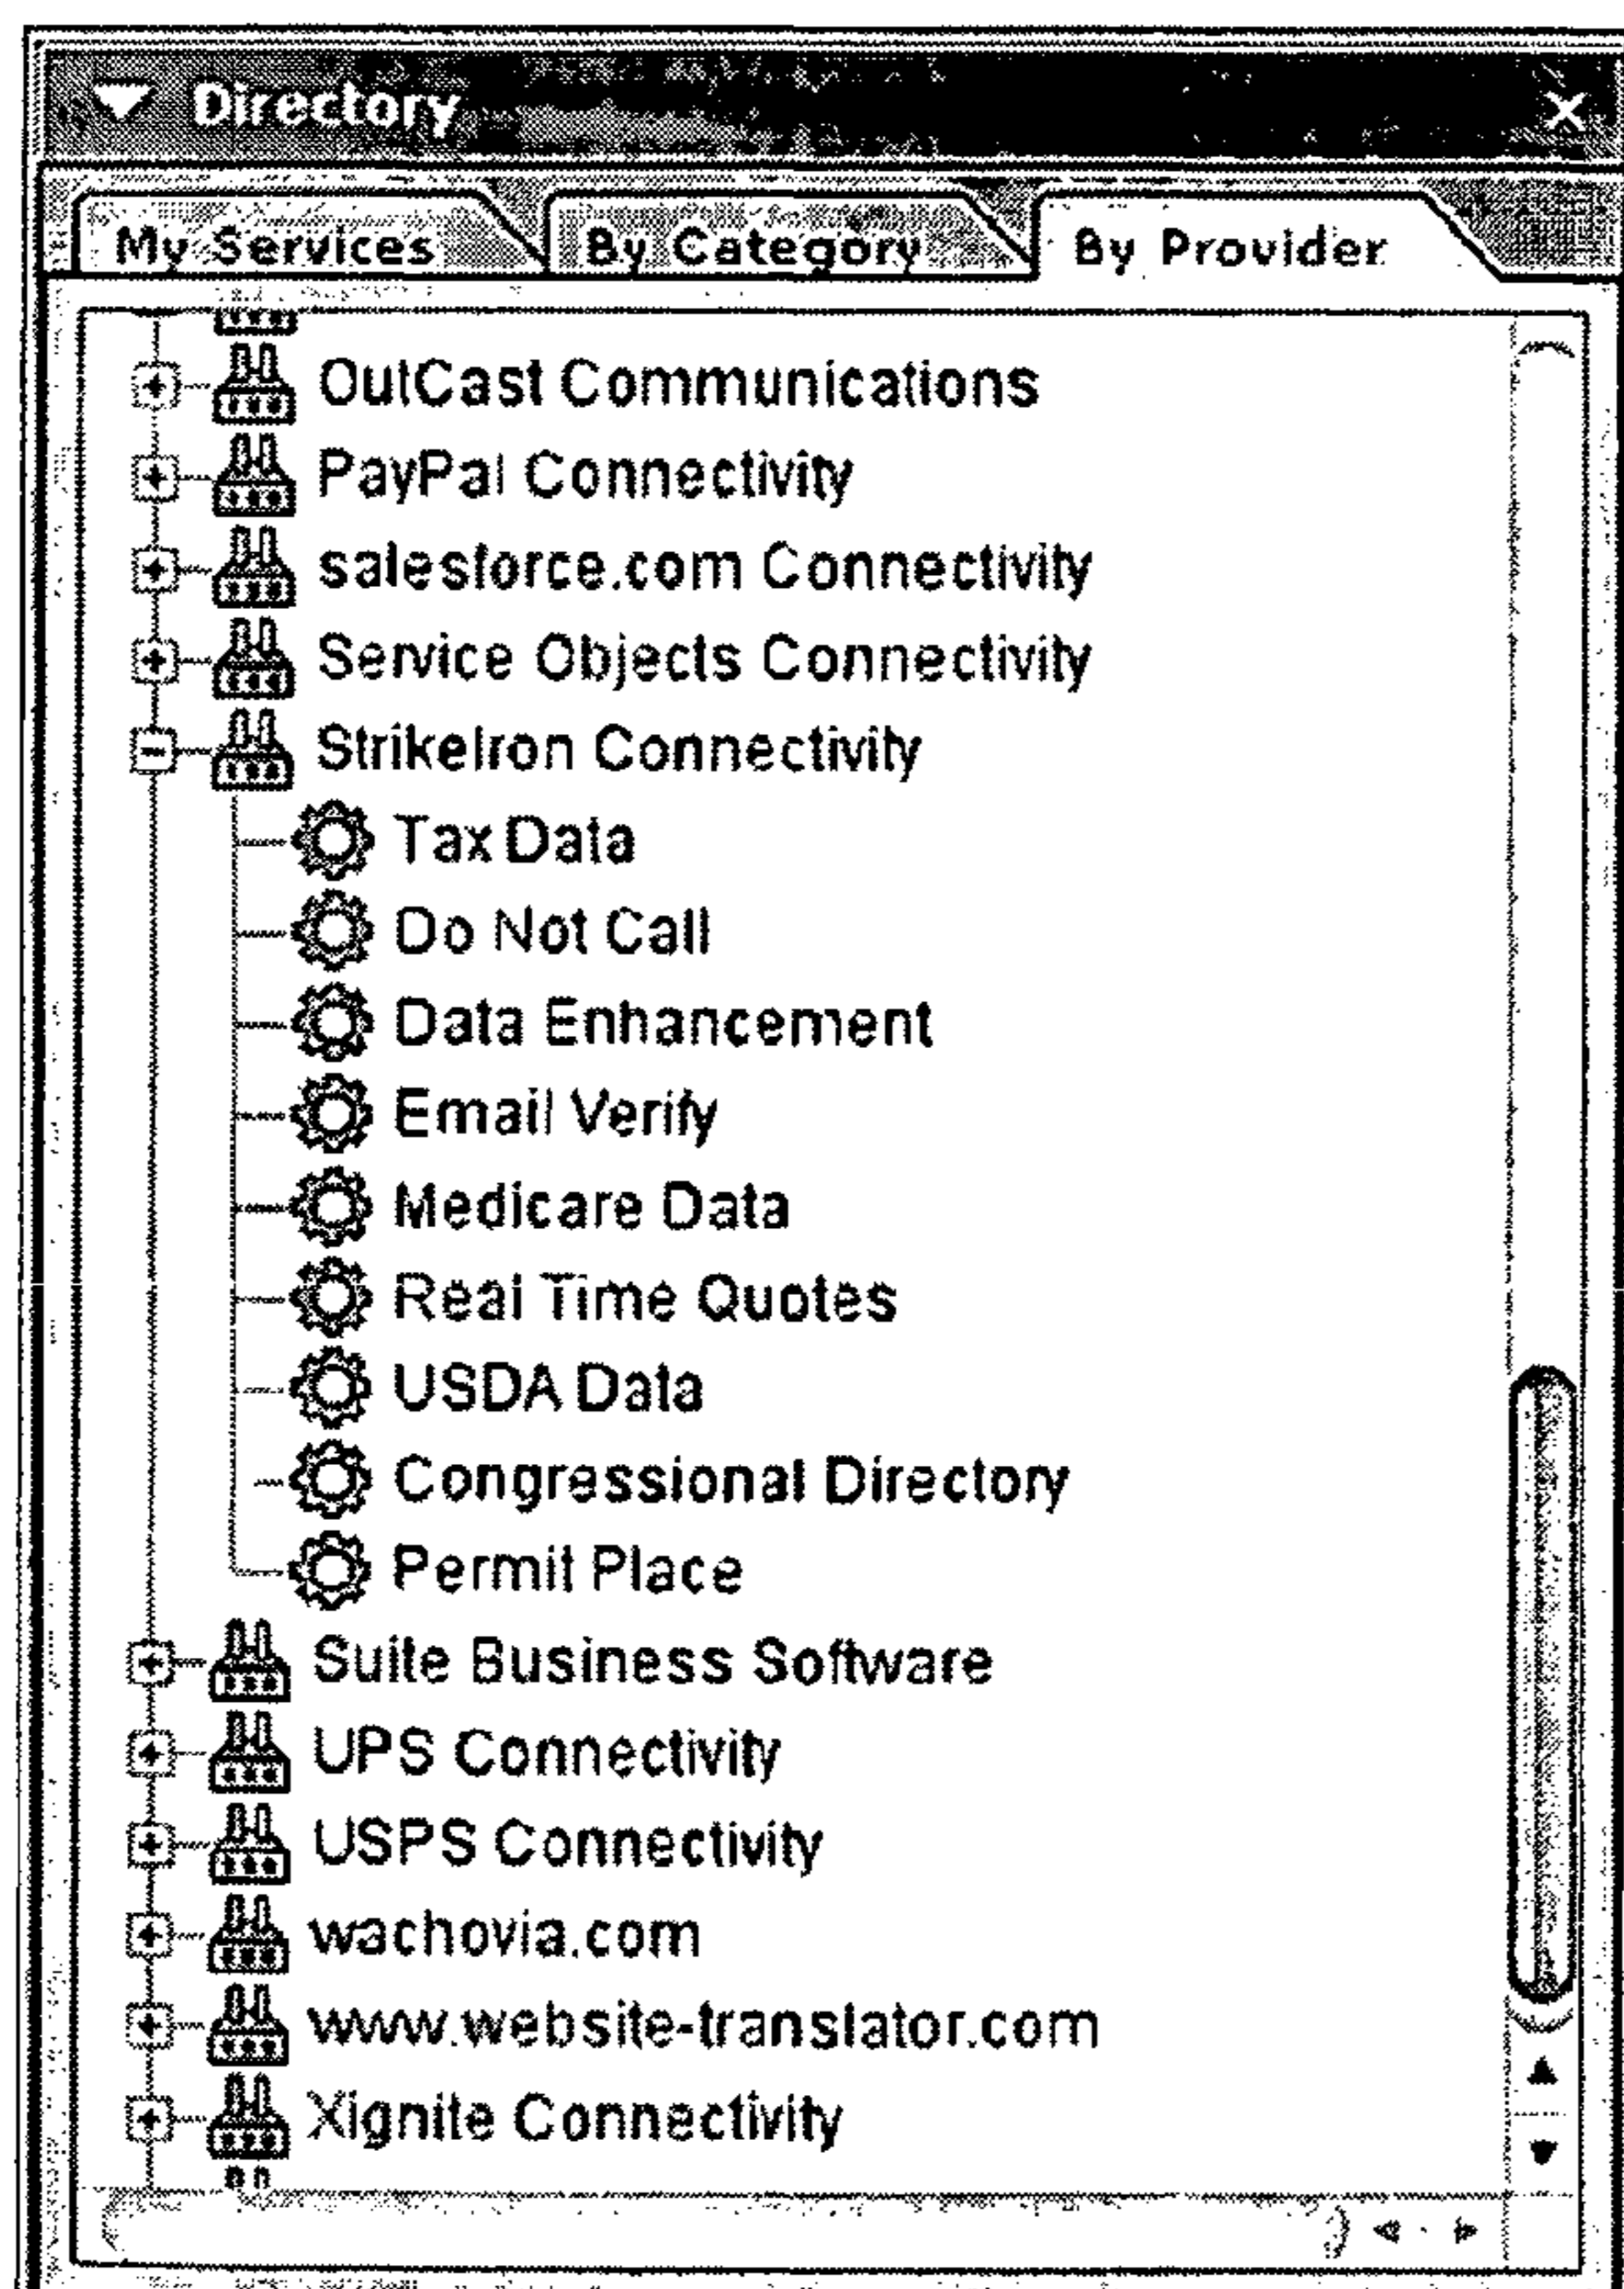 Directory
My Services By Category By Provider
OutCast Communications
PayPal Connectivity
salesforce.com Connectivity
Service Objects Connectivity
StrikeIron Connectivity
Tax Data
Do Not Call
Data Enhancement
Email Verify
Medicare Data
Real Time Quotes
USDA Data
Congressional Directory
Permit Place
Suite Business Software
UPS Connectivity
USPS Connectivity
wachovia.com
www.website-translator.com
Xignite Connectivity